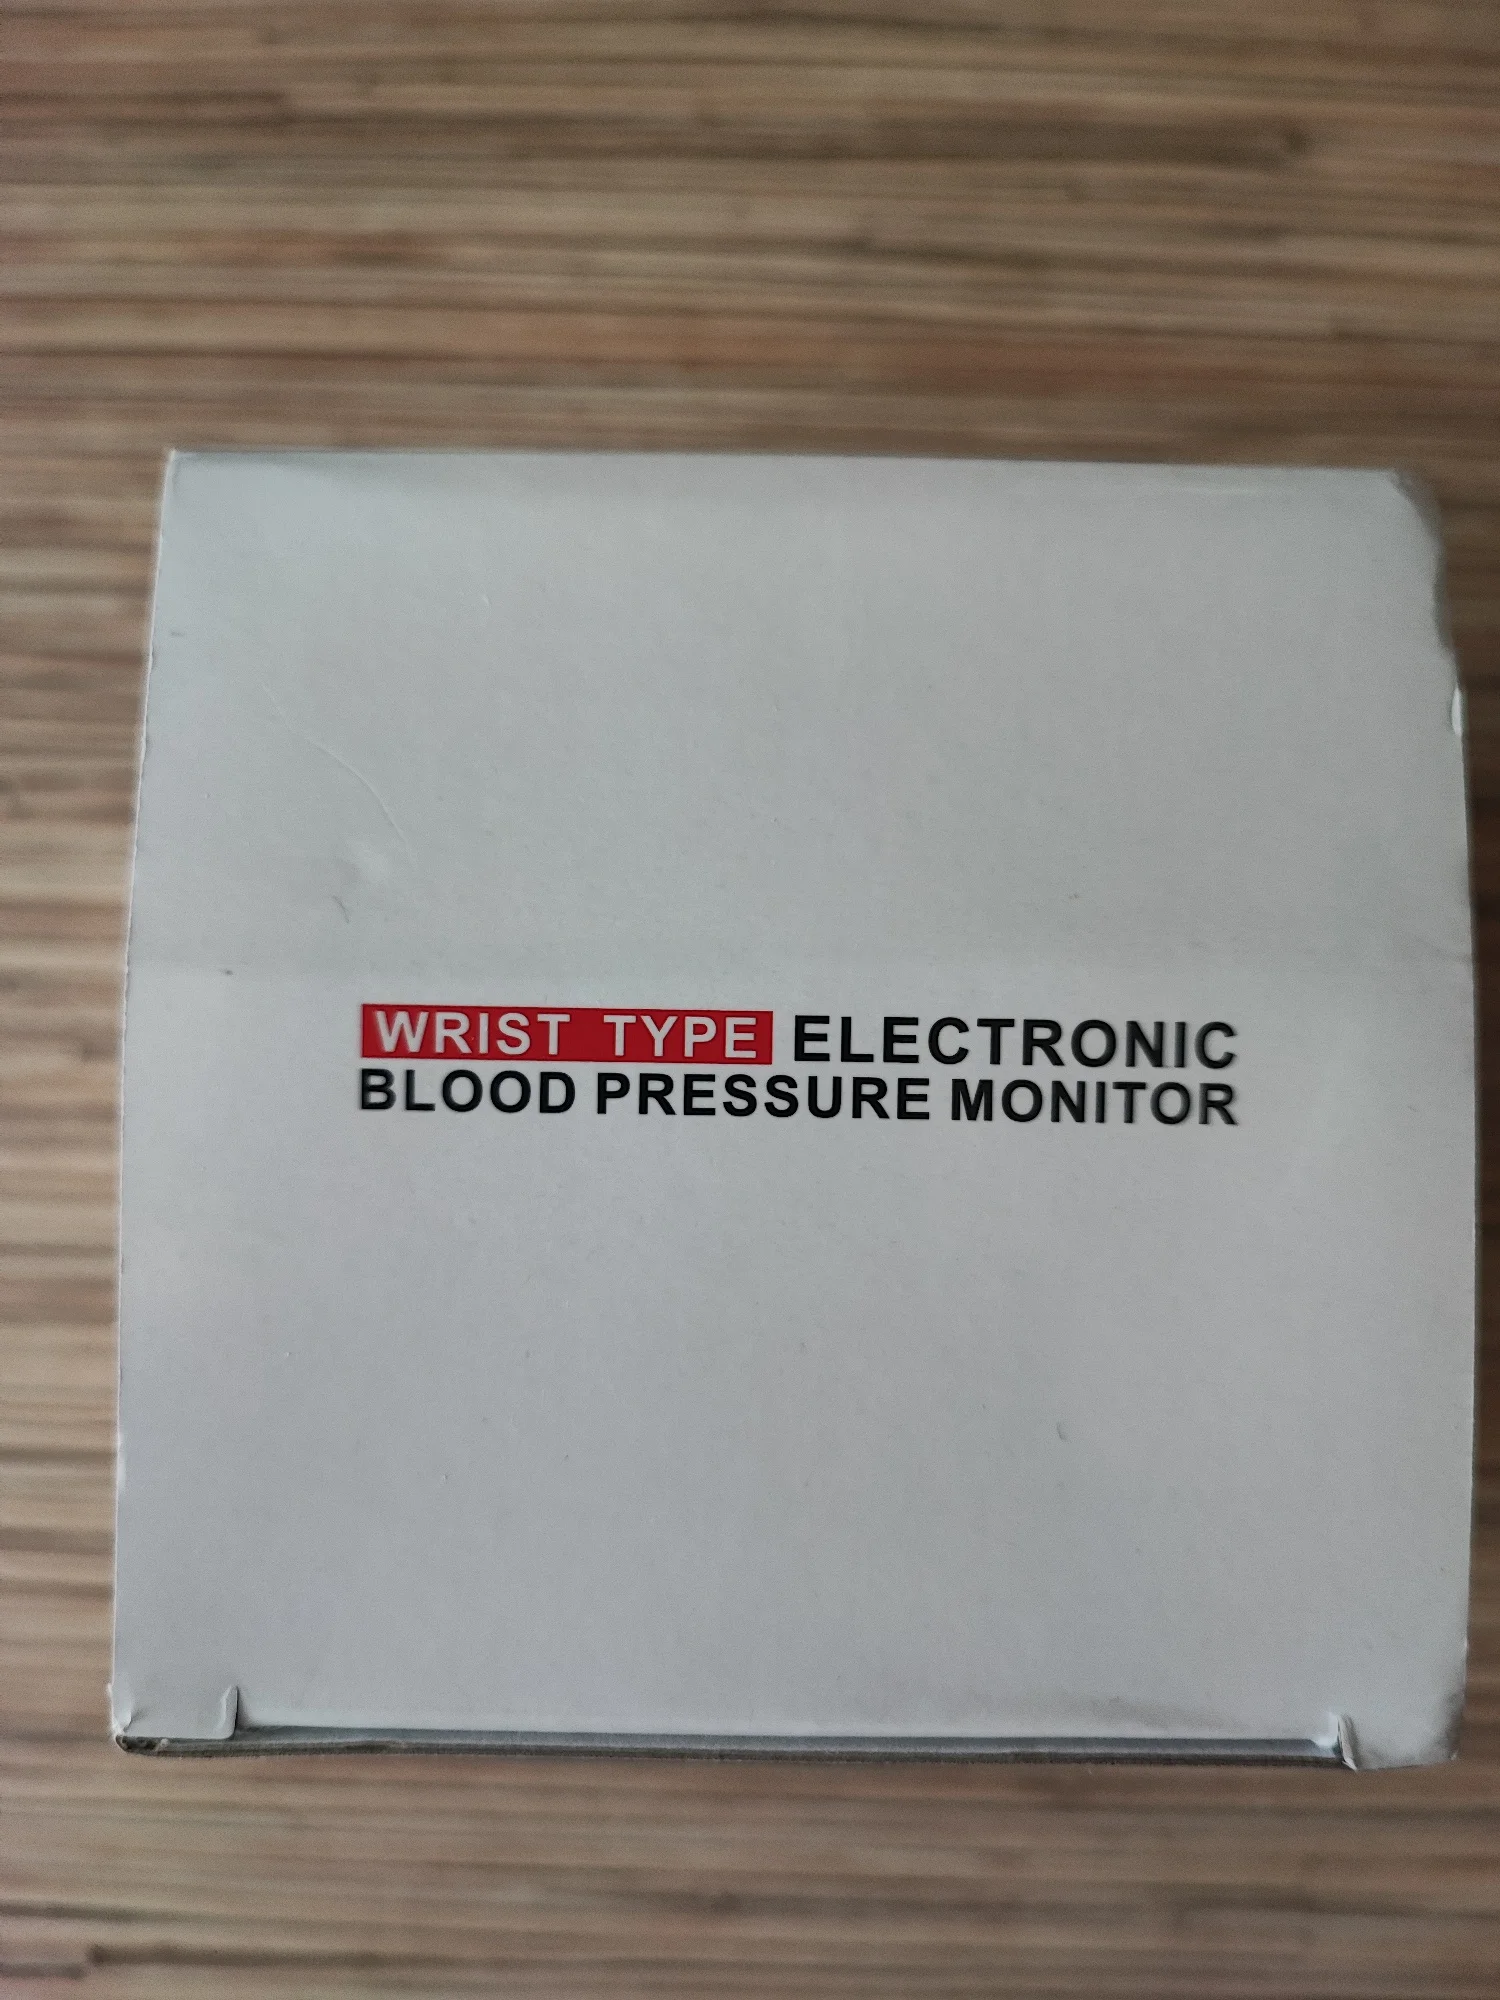 WRIST TYPE ELECTRONIC
BLOOD PRESSURE MONITOR